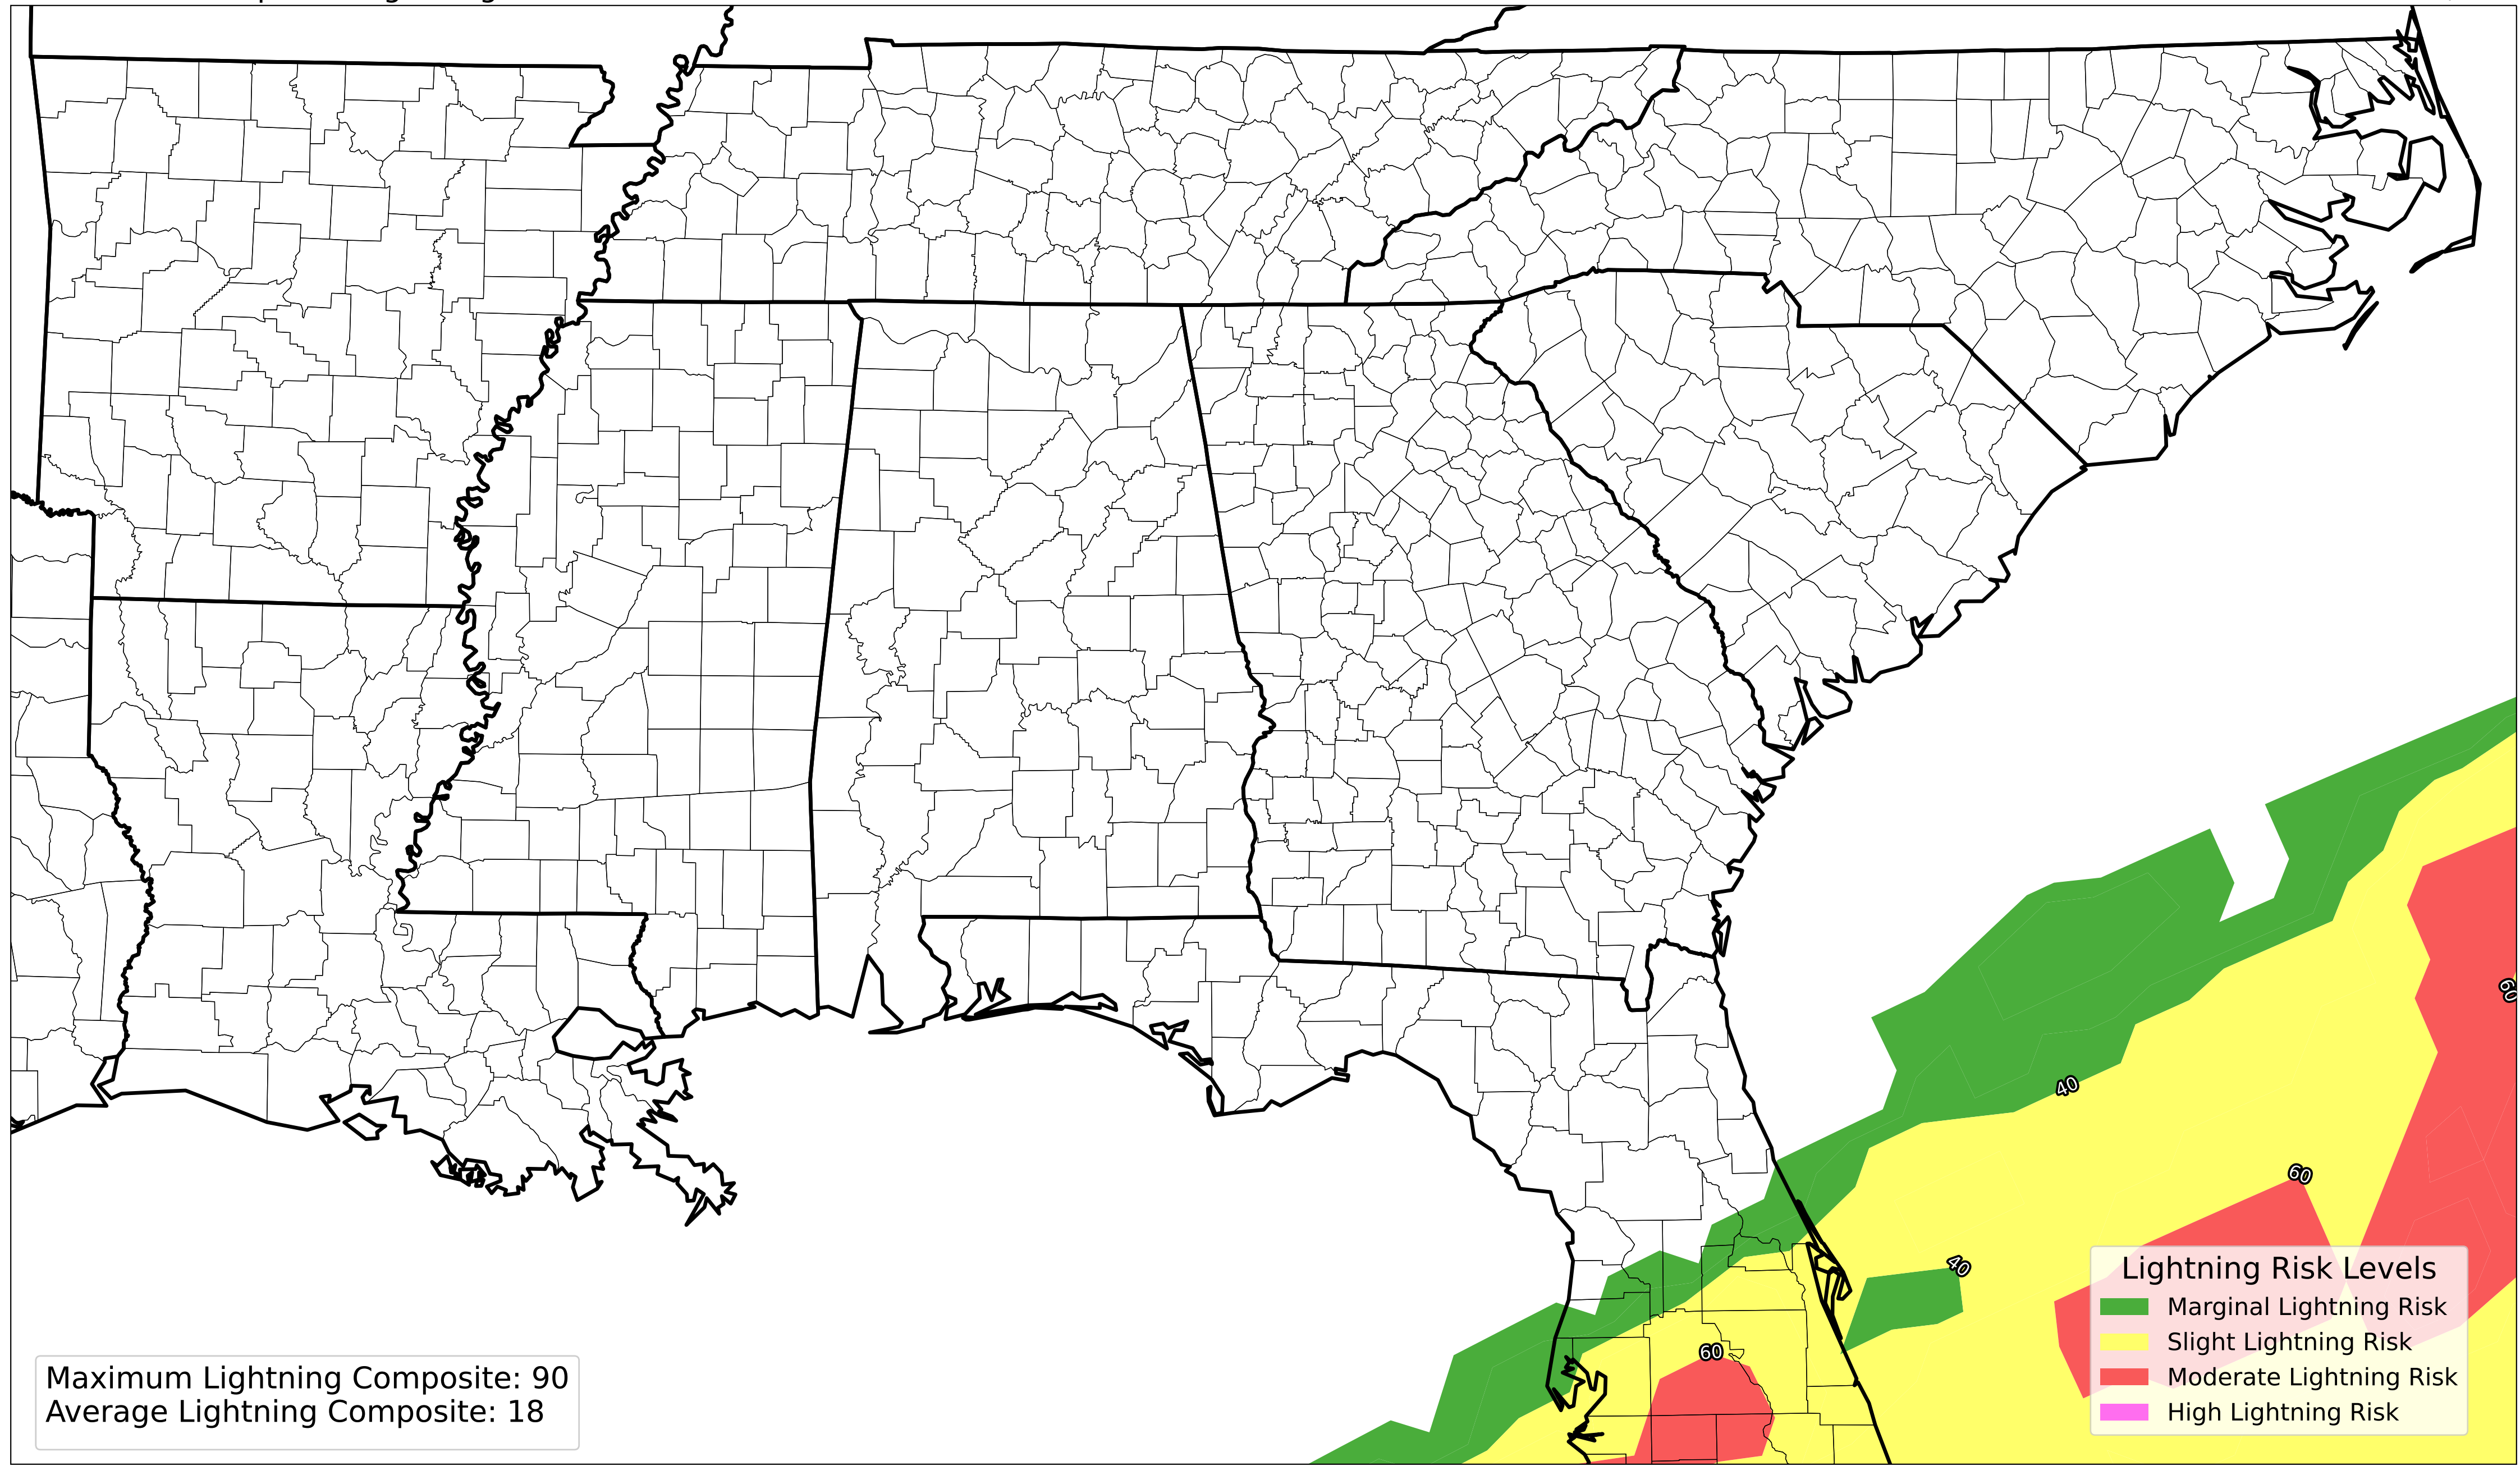 60
40
60
40
60
Lightning Risk Levels
Marginal Lightning Risk
Slight Lightning Risk
Moderate Lightning Risk
High Lightning Risk
Maximum Lightning Composite: 90
Average Lightning Composite: 18